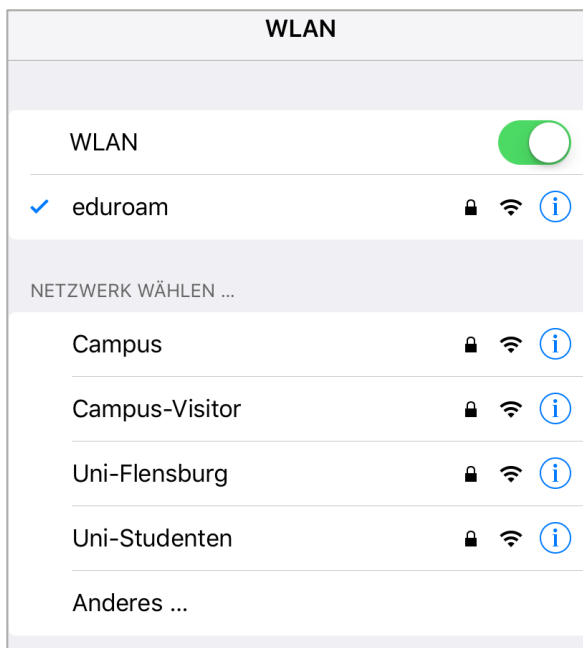 WLAN
WLAN
eduroam
NETZWERK WÄHLEN ...
Campus
Campus-Visitor
Uni-Flensburg
Uni-Studenten
Anderes ...